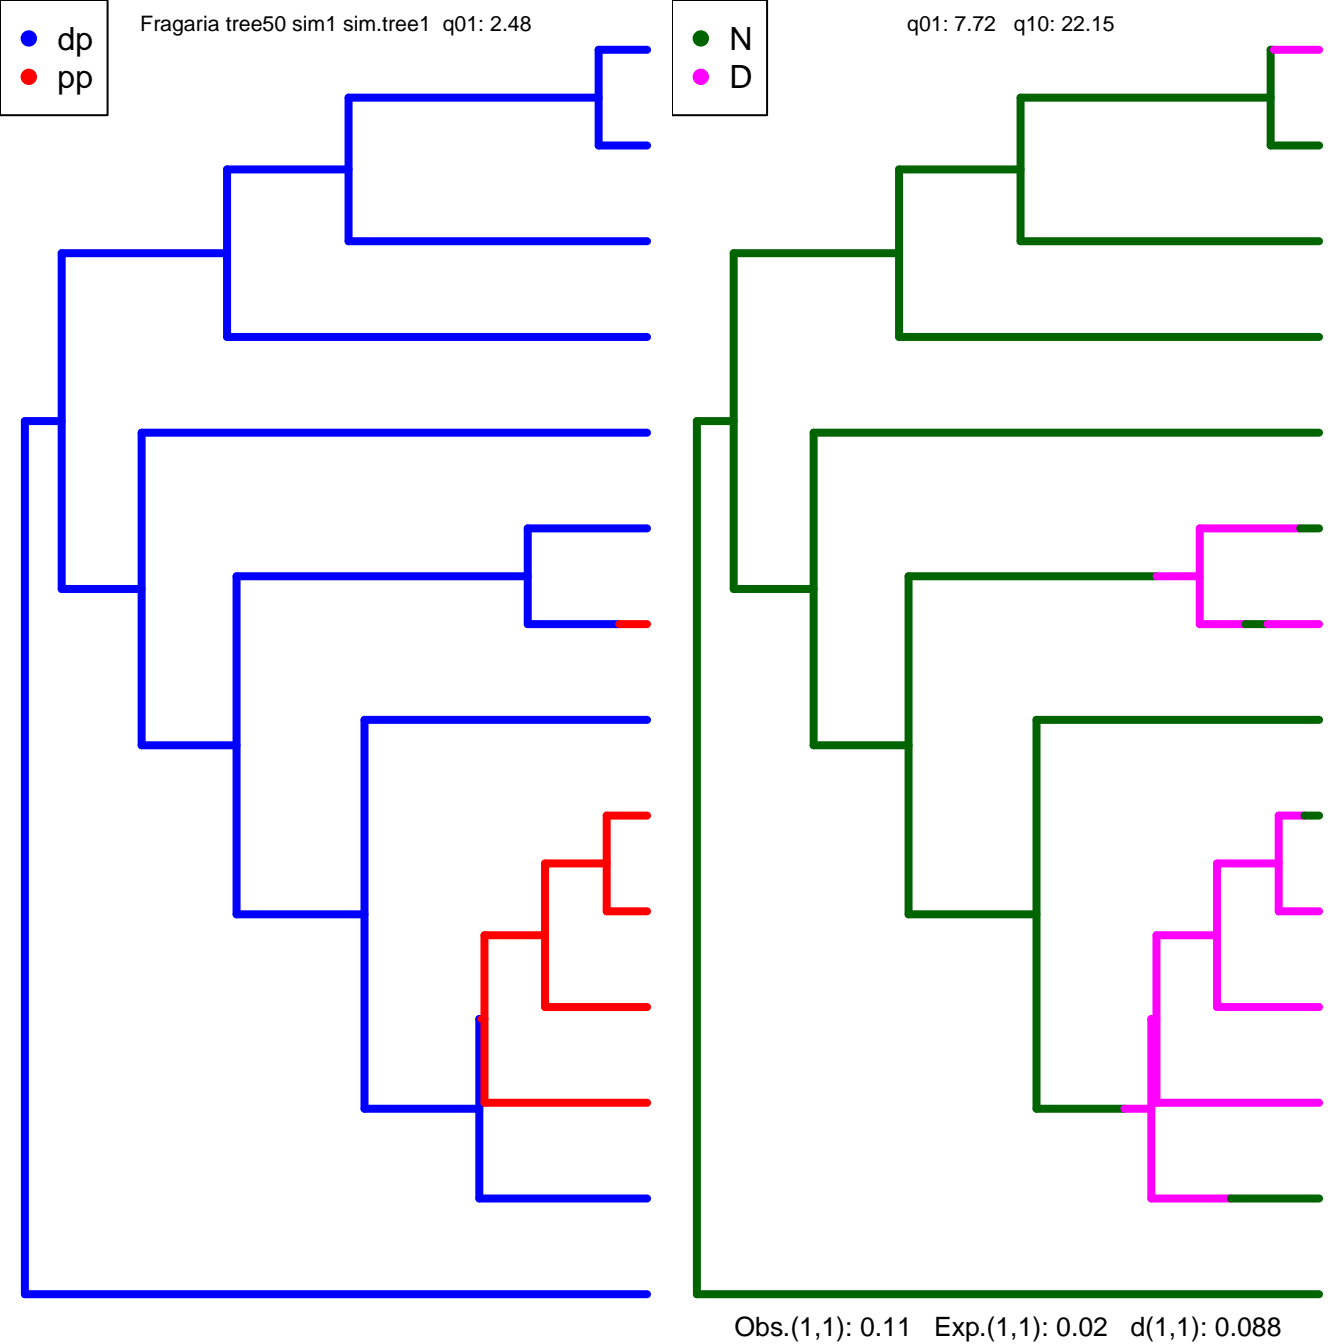 Fragaria tree50 sim1 sim.tree1 q01: 2.48
dp
pp
q01: 7.72 q10: 22.15
N
D
Obs.(1,1): 0.11 Exp.(1,1): 0.02 d(1,1): 0.088